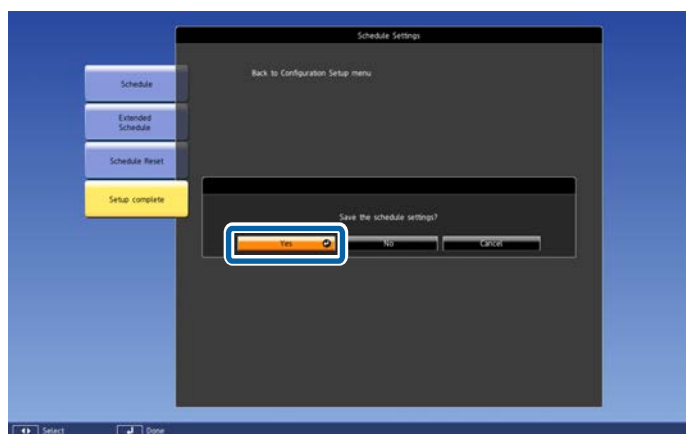 Schedule Settings
Back to Configuration Setup menu
Schedule
Extended
Schedule
Schedule Reset
Setup complete
Save the schedule settings?
Yes
No
Cancel
Select
Done